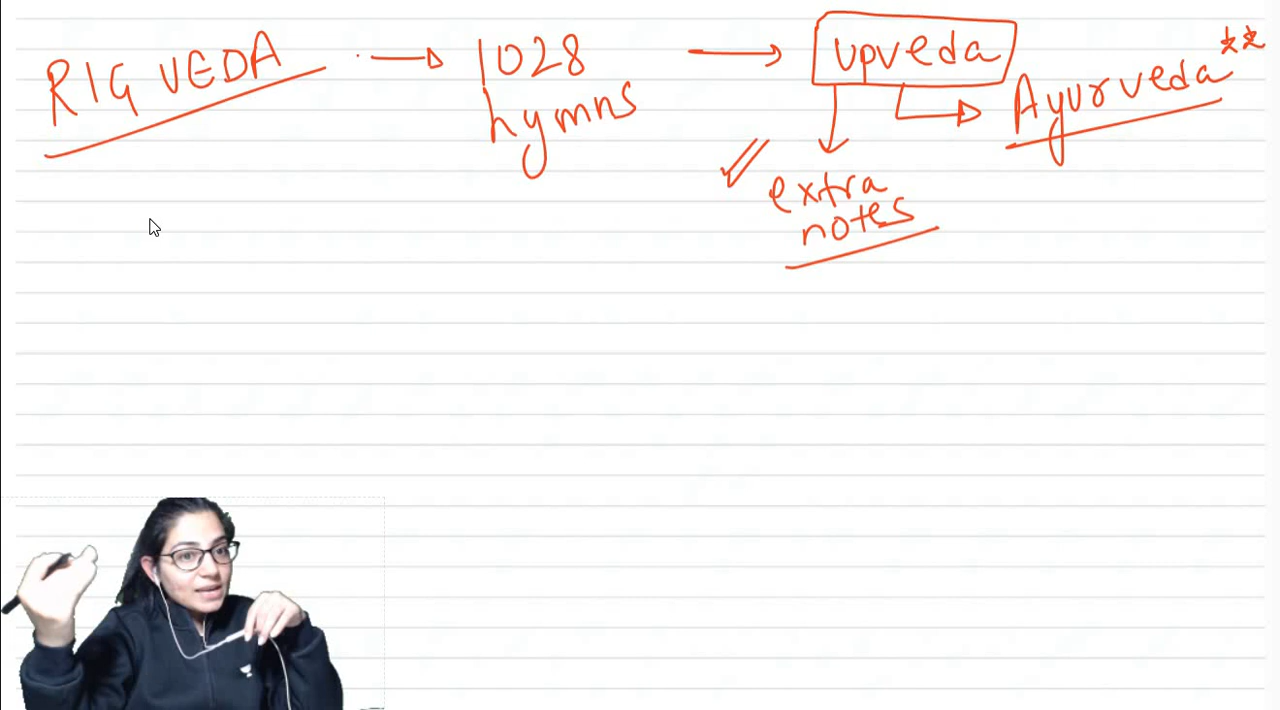 RIG VEDA → 1028 hymns → upveda
Ayurveda **
extra
notes